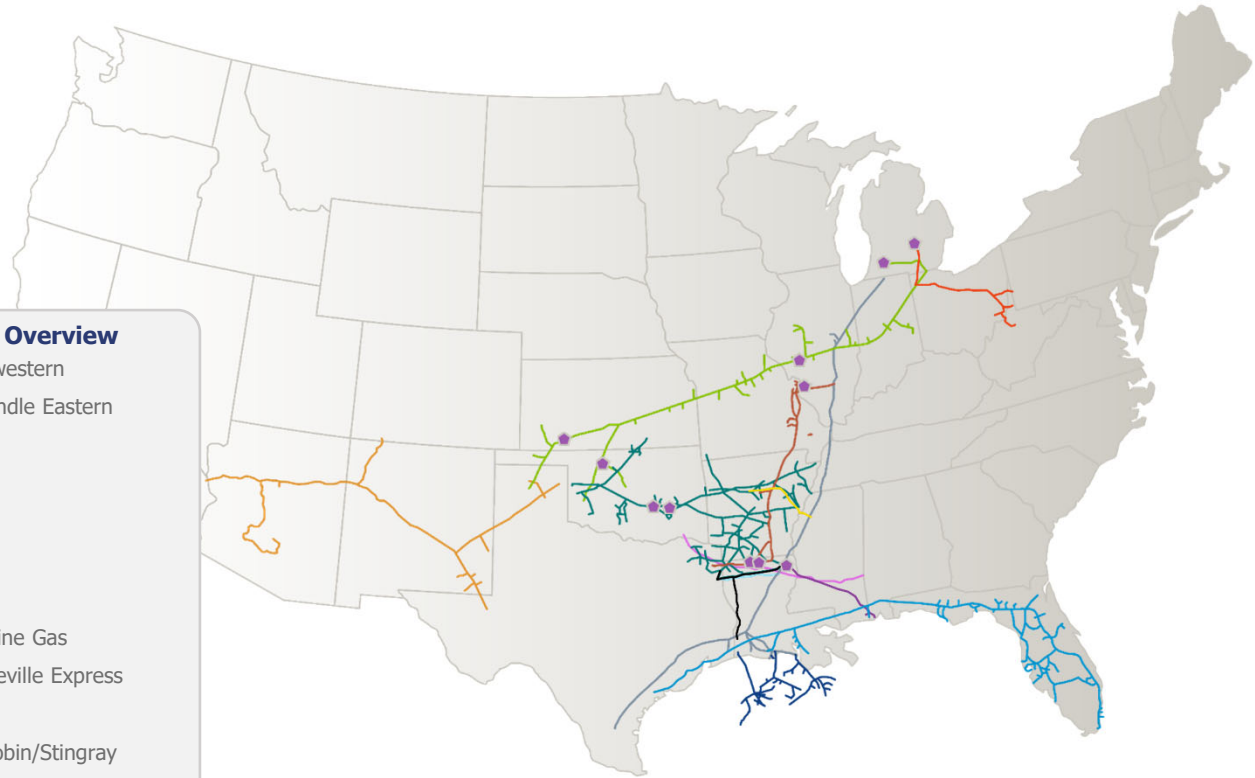 Overview
western
ndle Eastern
ine Gas
eville Express
bin/Stingray